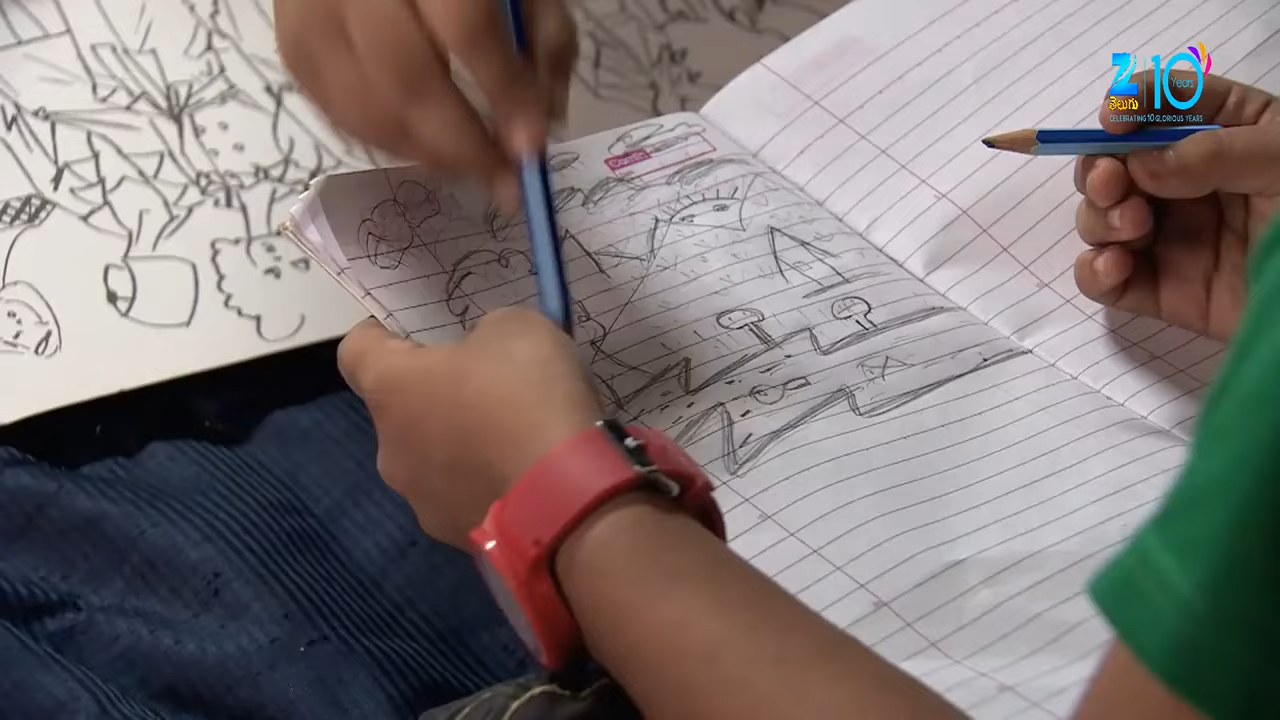 Z
తెలుగు
10 Years
CELEBRATING 10 GLORIOUS YEARS